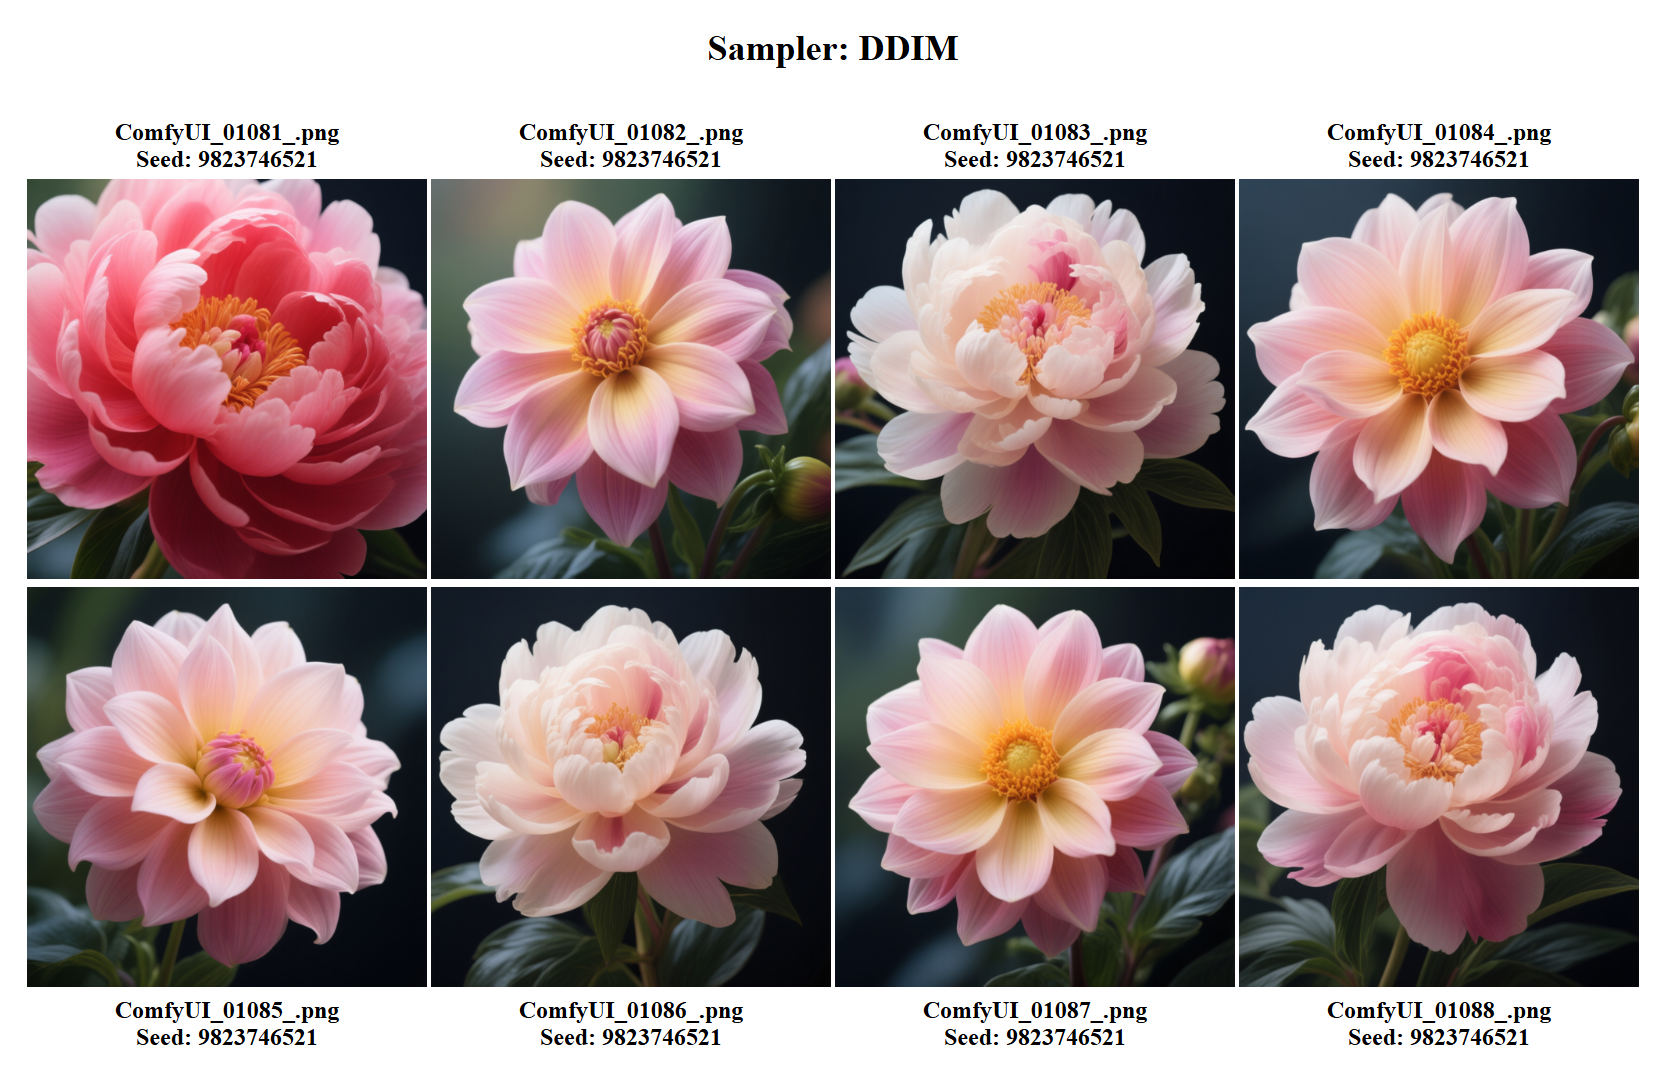 Sampler: DDIM
ComfyUI_01081_.png
Seed: 9823746521
ComfyUI_01082_.png
Seed: 9823746521
ComfyUI_01083_.png
Seed: 9823746521
ComfyUI_01084_.png
Seed: 9823746521
ComfyUI_01085_.png
Seed: 9823746521
ComfyUI_01086_.png
Seed: 9823746521
ComfyUI_01087_.png
Seed: 9823746521
ComfyUI_01088_.png
Seed: 9823746521